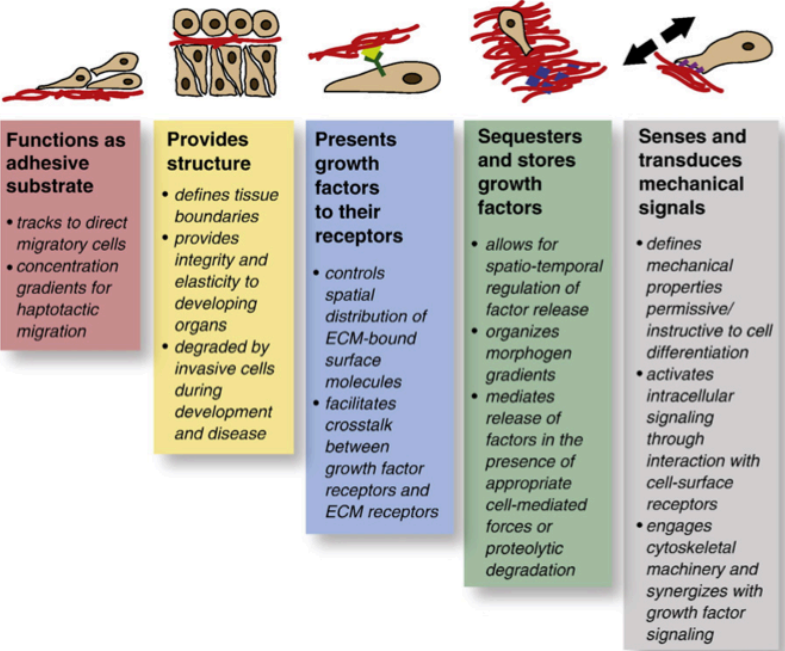 Functions as
adhesive
substrate
• tracks to direct
migratory cells
• concentration
gradients for
haptotactic
migration
Provides
structure
• defines tissue
boundaries
• provides
integrity and
elasticity to
developing
organs
• degraded by
invasive cells
during
development
and disease
Presents
growth
factors
to their
receptors
• controls
spatial
distribution of
ECM-bound
surface
molecules
• facilitates
crosstalk
between
growth factor
receptors and
ECM receptors
Sequesters
and stores
growth
factors
• allows for
spatio-temporal
regulation of
factor release
• organizes
morphogen
gradients
• mediates
release of
factors in the
presence of
appropriate
cell-mediated
forces or
proteolytic
degradation
Senses and
transduces
mechanical
signals
• defines
mechanical
properties
permissive/
instructive to cell
differentiation
• activates
intracellular
signaling
through
interaction with
cell-surface
receptors
• engages
cytoskeletal
machinery and
synergizes with
growth factor
signaling